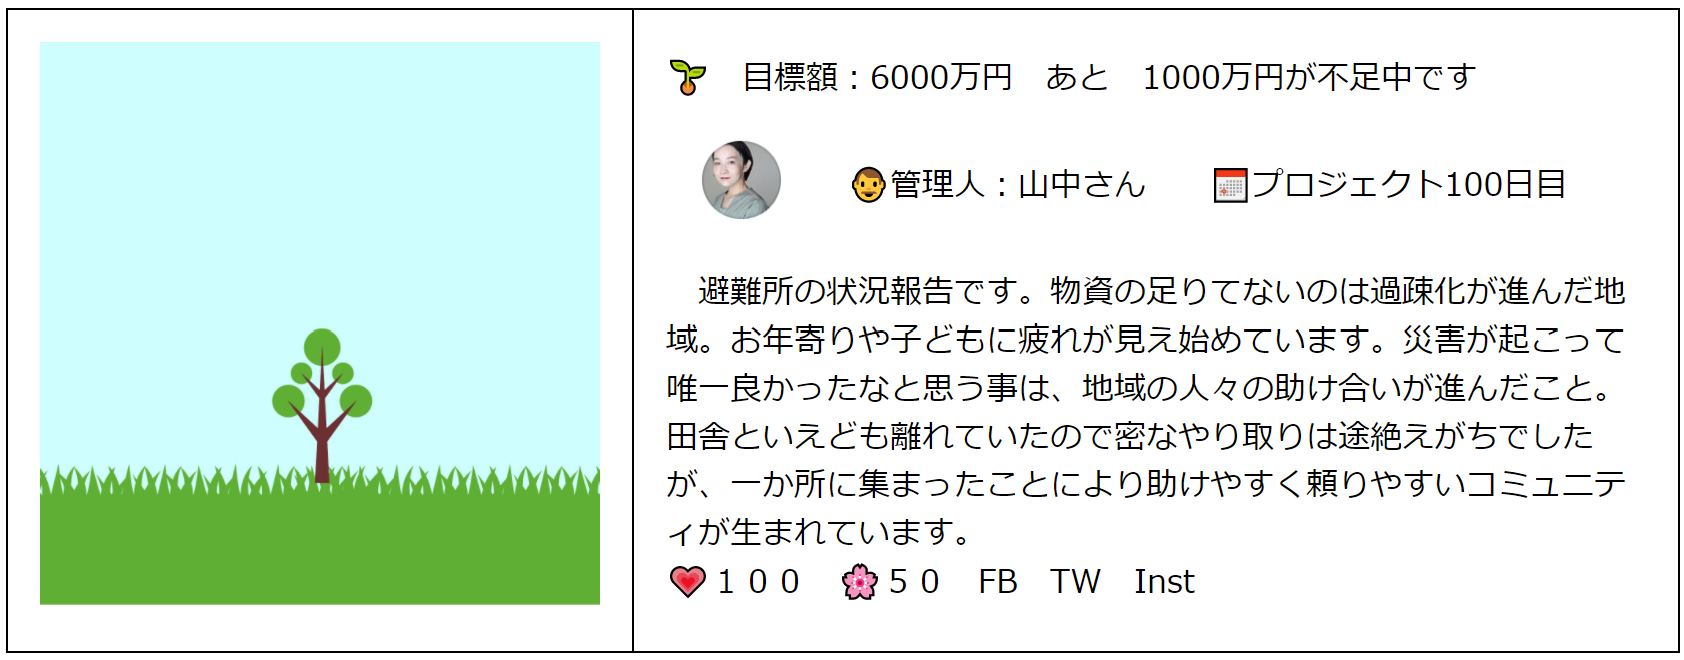 目標額：6000万円　あと　1000万円が不足中です
管理人：山中さん　　プロジェクト100日目
　避難所の状況報告です。物資の足りてないのは過疎化が進んだ地
域。お年寄りや子どもに疲れが見え始めています。災害が起こって
唯一良かったなと思う事は、地域の人々の助け合いが進んだこと。
田舎といえども離れていたので密なやり取りは途絶えがちでした
が、一か所に集まったことにより助けやすく頼りやすいコミュニテ
ィが生まれています。
１００　５０　FB　TW　Inst